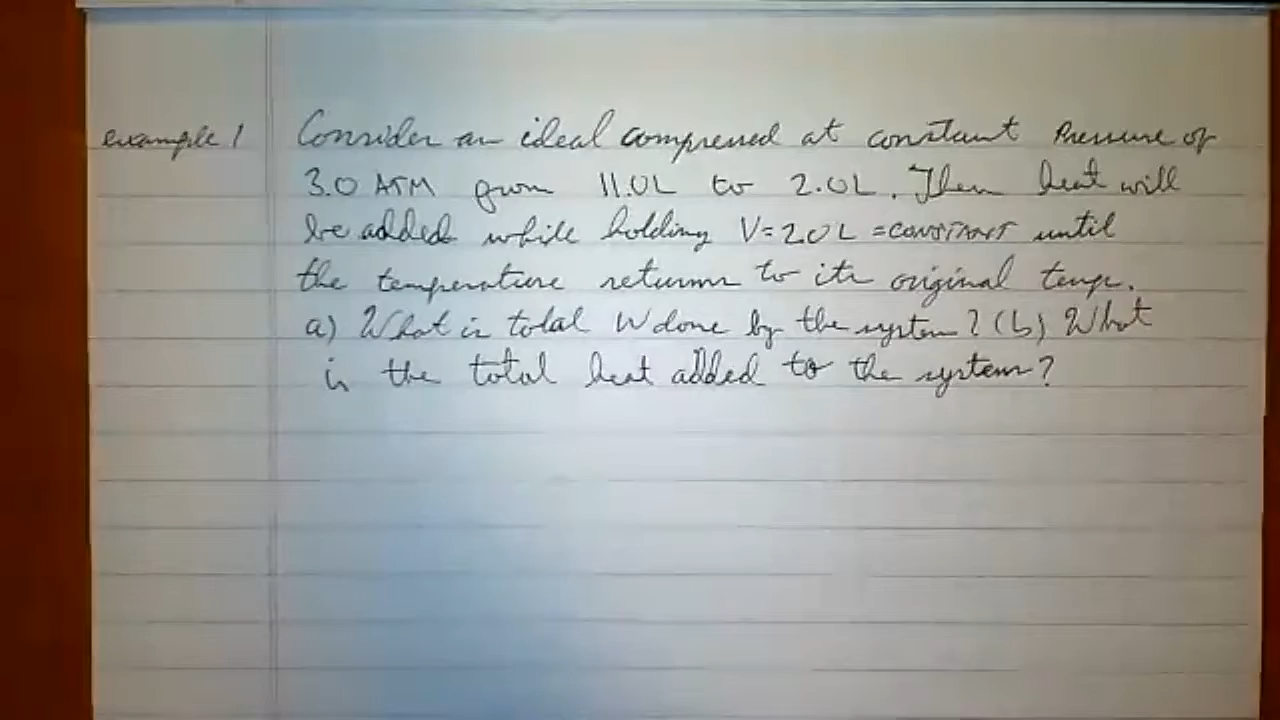 example 1 Consider an ideal compressed at constant Pressure of
3.0 ATM from 11.0L to 2.0L. Then heat will
be added while holding V=2.0L =CONSTANT until
the temperature returns to its original temp.
a) What is total W done by the system? (b) What
is the total heat added to the system?